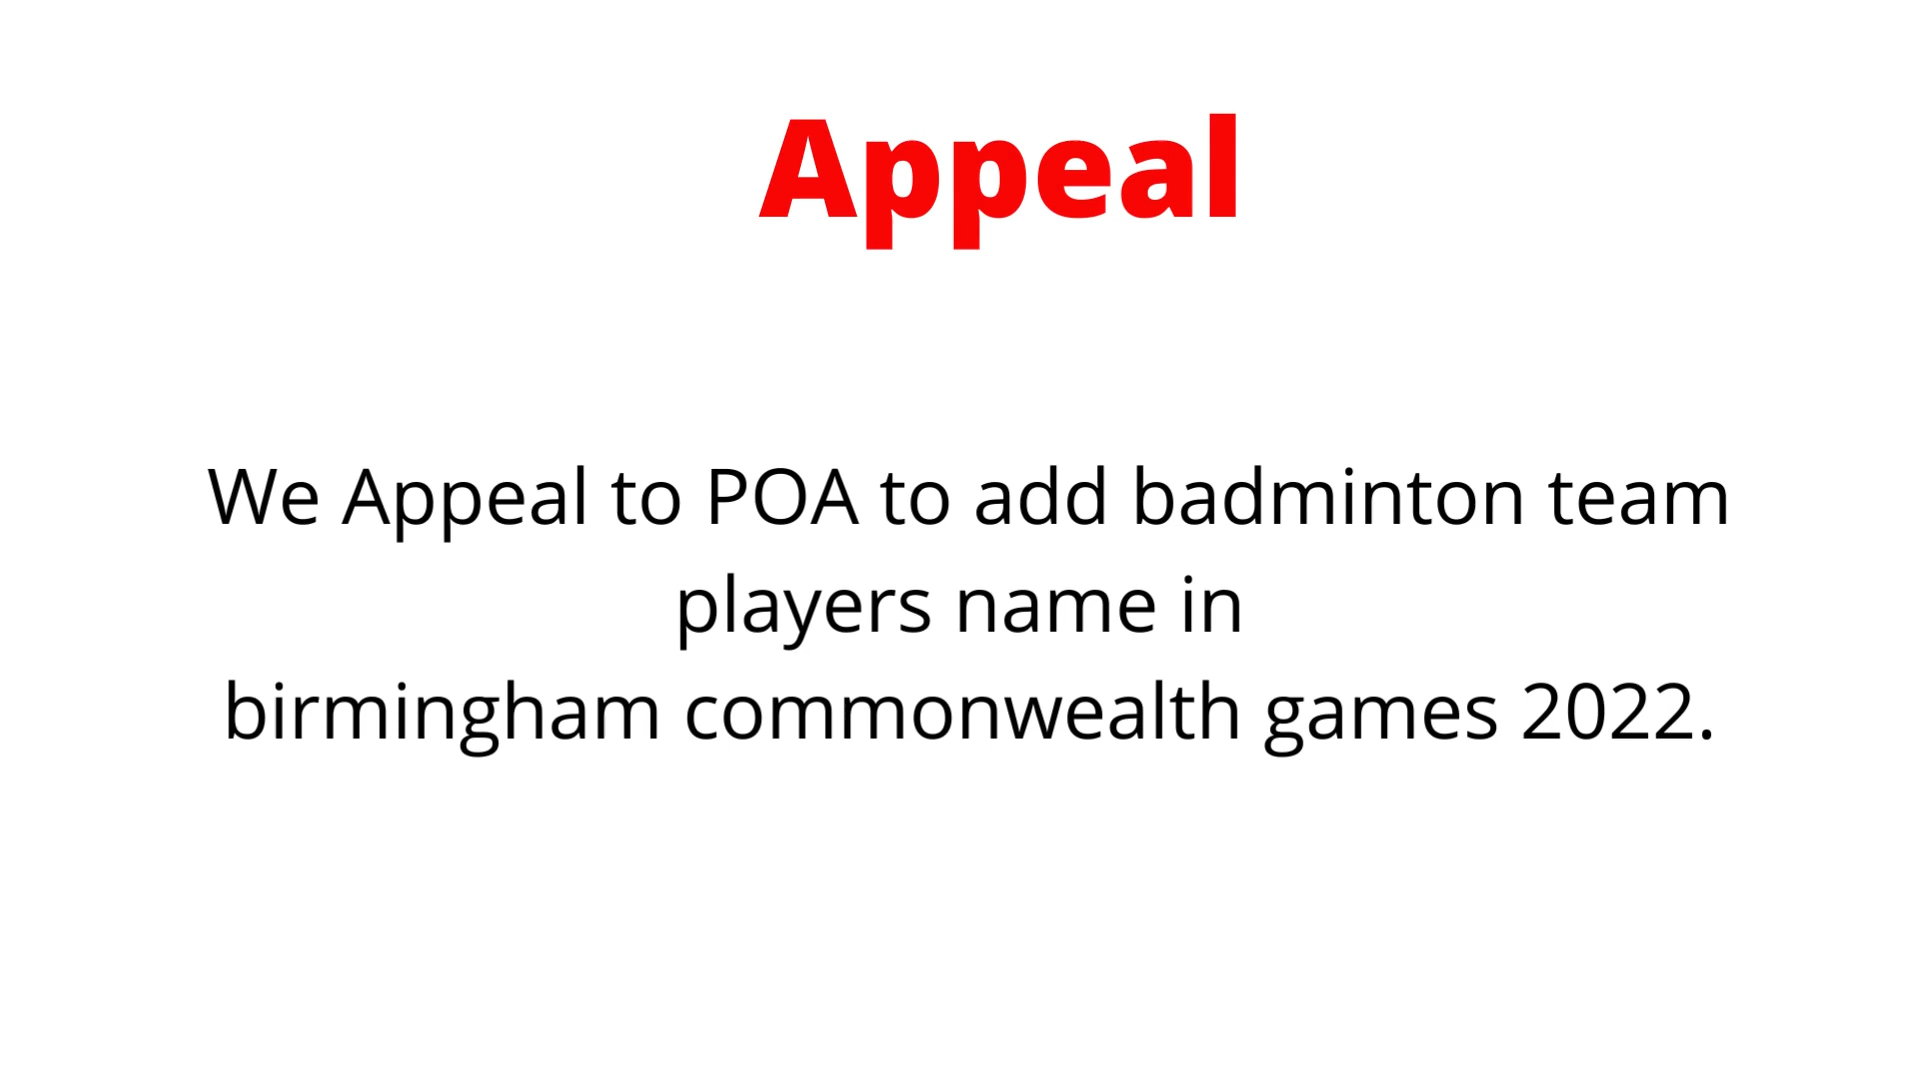 Appeal
We Appeal to POA to add badminton team
players name in
birmingham commonwealth games 2022.